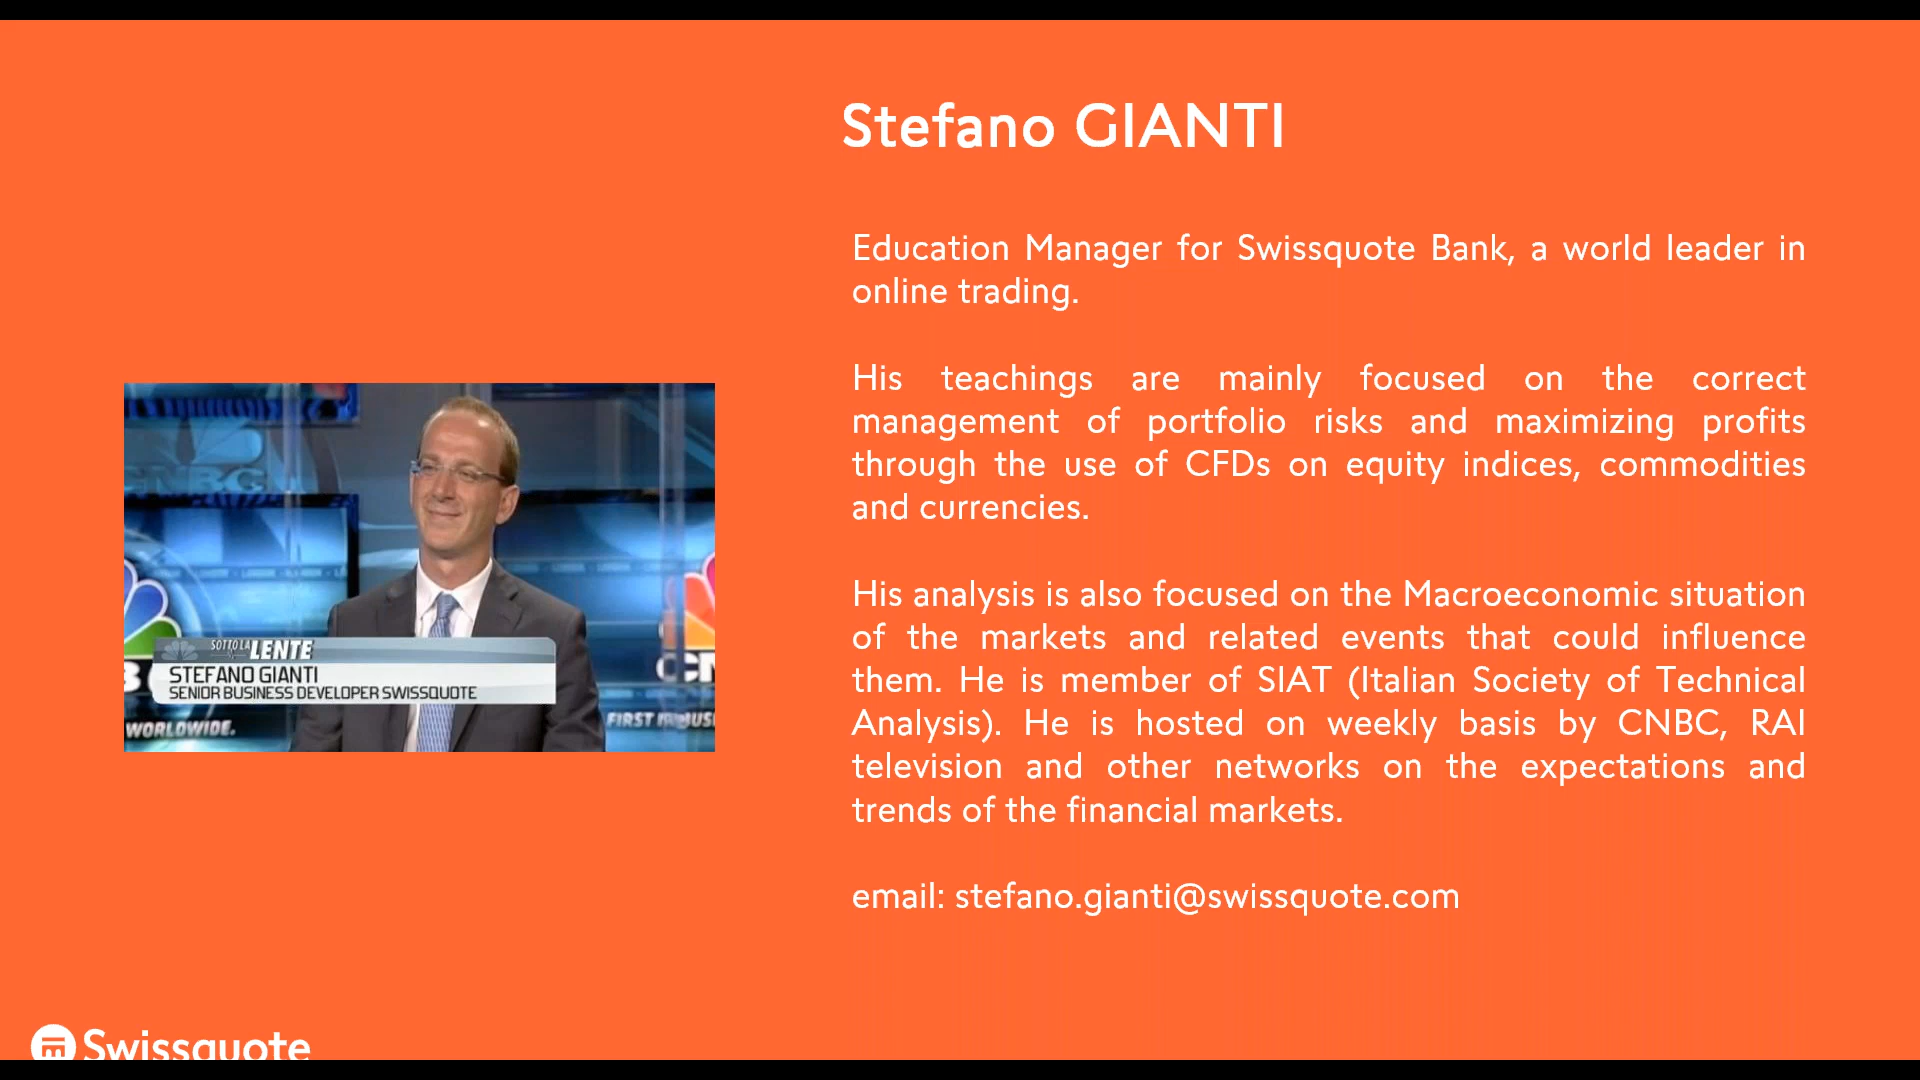 Stefano GIANTI
Education Manager for Swissquote Bank, a world leader in
online trading.
His teachings are mainly focused on the correct
management of portfolio risks and maximizing profits
through the use of CFDs on equity indices, commodities
and currencies.
His analysis is also focused on the Macroeconomic situation
of the markets and related events that could influence
them. He is member of SIAT (Italian Society of Technical
Analysis). He is hosted on weekly basis by CNBC, RAI
television and other networks on the expectations and
trends of the financial markets.
email: stefano.gianti@swissquote.com
CNBC
SOTTO LA LENTE
STEFANO GIANTI
SENIOR BUSINESS DEVELOPER SWISSQUOTE
WORLDWIDE.
FIRST IN
Swissquote